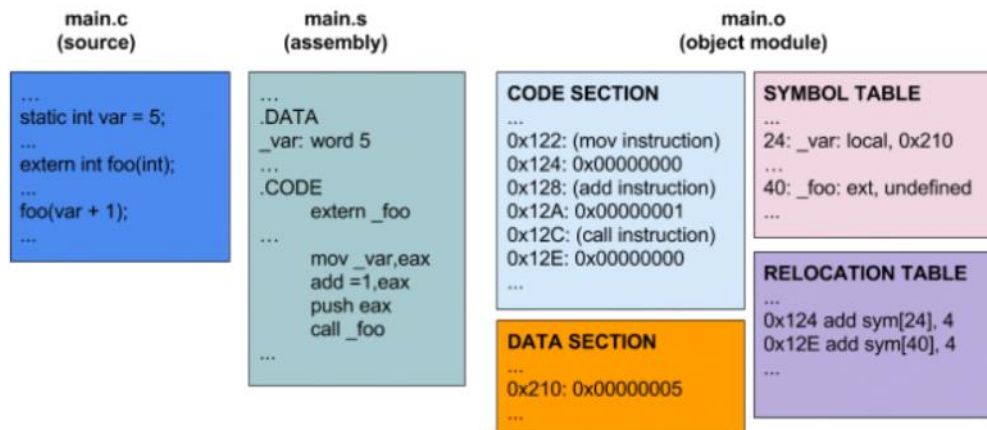 main.c
(source)
...
static int var = 5;
...
extern int foo(int);
...
foo(var + 1);
...
main.s
(assembly)
...
.DATA
_var: word 5
...
.CODE
extern _foo
...
mov _var,eax
add =1,eax
push eax
call _foo
...
main.o
(object module)
CODE SECTION
...
0x122: (mov instruction)
0x124: 0x00000000
0x128: (add instruction)
0x12A: 0x00000001
0x12C: (call instruction)
0x12E: 0x00000000
...
DATA SECTION
...
0x210: 0x00000005
...
SYMBOL TABLE
...
24: _var: local, 0x210
...
40: _foo: ext, undefined
...
RELOCATION TABLE
...
0x124 add sym[24], 4
0x12E add sym[40], 4
...